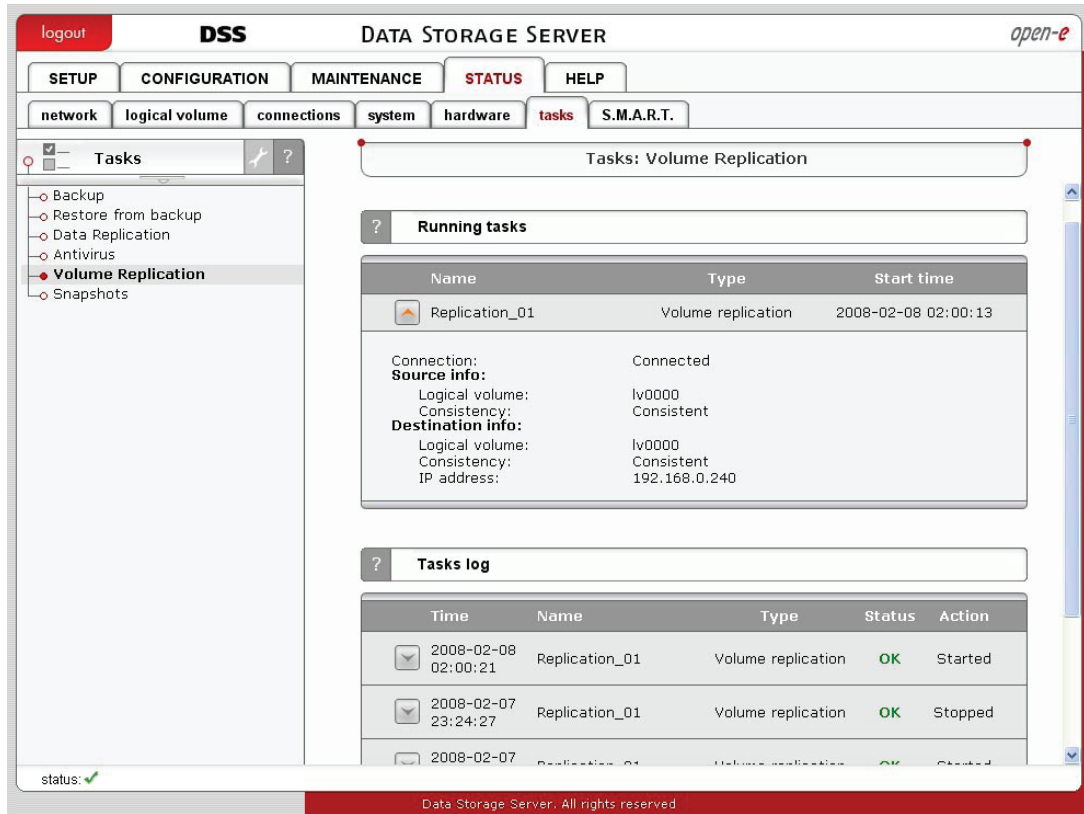 logout DSS DATA STORAGE SERVER open-e
SETUP CONFIGURATION MAINTENANCE STATUS HELP
network logical volume connections system hardware tasks S.M.A.R.T.
Tasks ?
Backup
Restore from backup
Data Replication
Antivirus
Volume Replication
Snapshots
Tasks: Volume Replication
? Running tasks
Name Type Start time
Replication_01 Volume replication 2008-02-08 02:00:13
Connection: Connected
Source info:
Logical volume: lv0000
Consistency: Consistent
Destination info:
Logical volume: lv0000
Consistency: Consistent
IP address: 192.168.0.240
? Tasks log
Time Name Type Status Action
2008-02-08 02:00:21 Replication_01 Volume replication OK Started
2008-02-07 23:24:27 Replication_01 Volume replication OK Stopped
2008-02-07
status:
Data Storage Server. All rights reserved